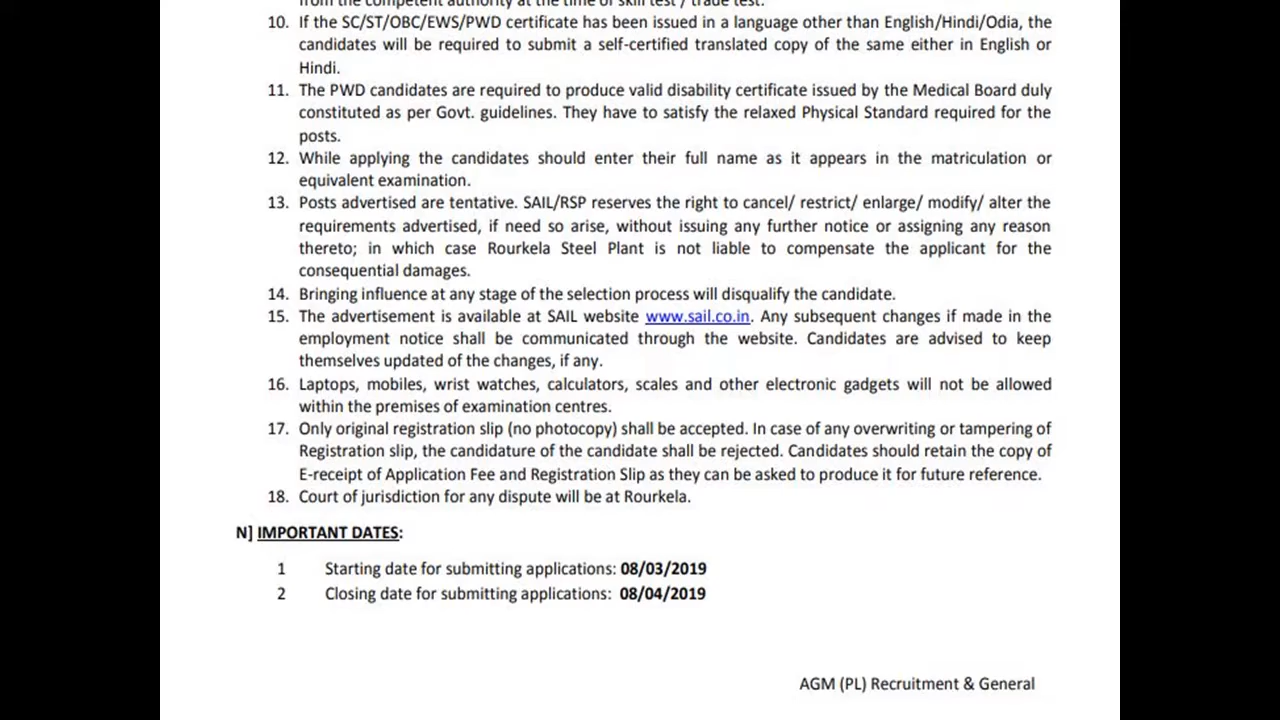 from the competent authority at the time of skill test / trade test.
10. If the SC/ST/OBC/EWS/PWD certificate has been issued in a language other than English/Hindi/Odia, the
candidates will be required to submit a self-certified translated copy of the same either in English or
Hindi.
11. The PWD candidates are required to produce valid disability certificate issued by the Medical Board duly
constituted as per Govt. guidelines. They have to satisfy the relaxed Physical Standard required for the
posts.
12. While applying the candidates should enter their full name as it appears in the matriculation or
equivalent examination.
13. Posts advertised are tentative. SAIL/RSP reserves the right to cancel/ restrict/ enlarge/ modify/ alter the
requirements advertised, if need so arise, without issuing any further notice or assigning any reason
thereto; in which case Rourkela Steel Plant is not liable to compensate the applicant for the
consequential damages.
14. Bringing influence at any stage of the selection process will disqualify the candidate.
15. The advertisement is available at SAIL website www.sail.co.in. Any subsequent changes if made in the
employment notice shall be communicated through the website. Candidates are advised to keep
themselves updated of the changes, if any.
16. Laptops, mobiles, wrist watches, calculators, scales and other electronic gadgets will not be allowed
within the premises of examination centres.
17. Only original registration slip (no photocopy) shall be accepted. In case of any overwriting or tampering of
Registration slip, the candidature of the candidate shall be rejected. Candidates should retain the copy of
E-receipt of Application Fee and Registration Slip as they can be asked to produce it for future reference.
18. Court of jurisdiction for any dispute will be at Rourkela.
N] IMPORTANT DATES:
1 Starting date for submitting applications: 08/03/2019
2 Closing date for submitting applications: 08/04/2019
AGM (PL) Recruitment & General